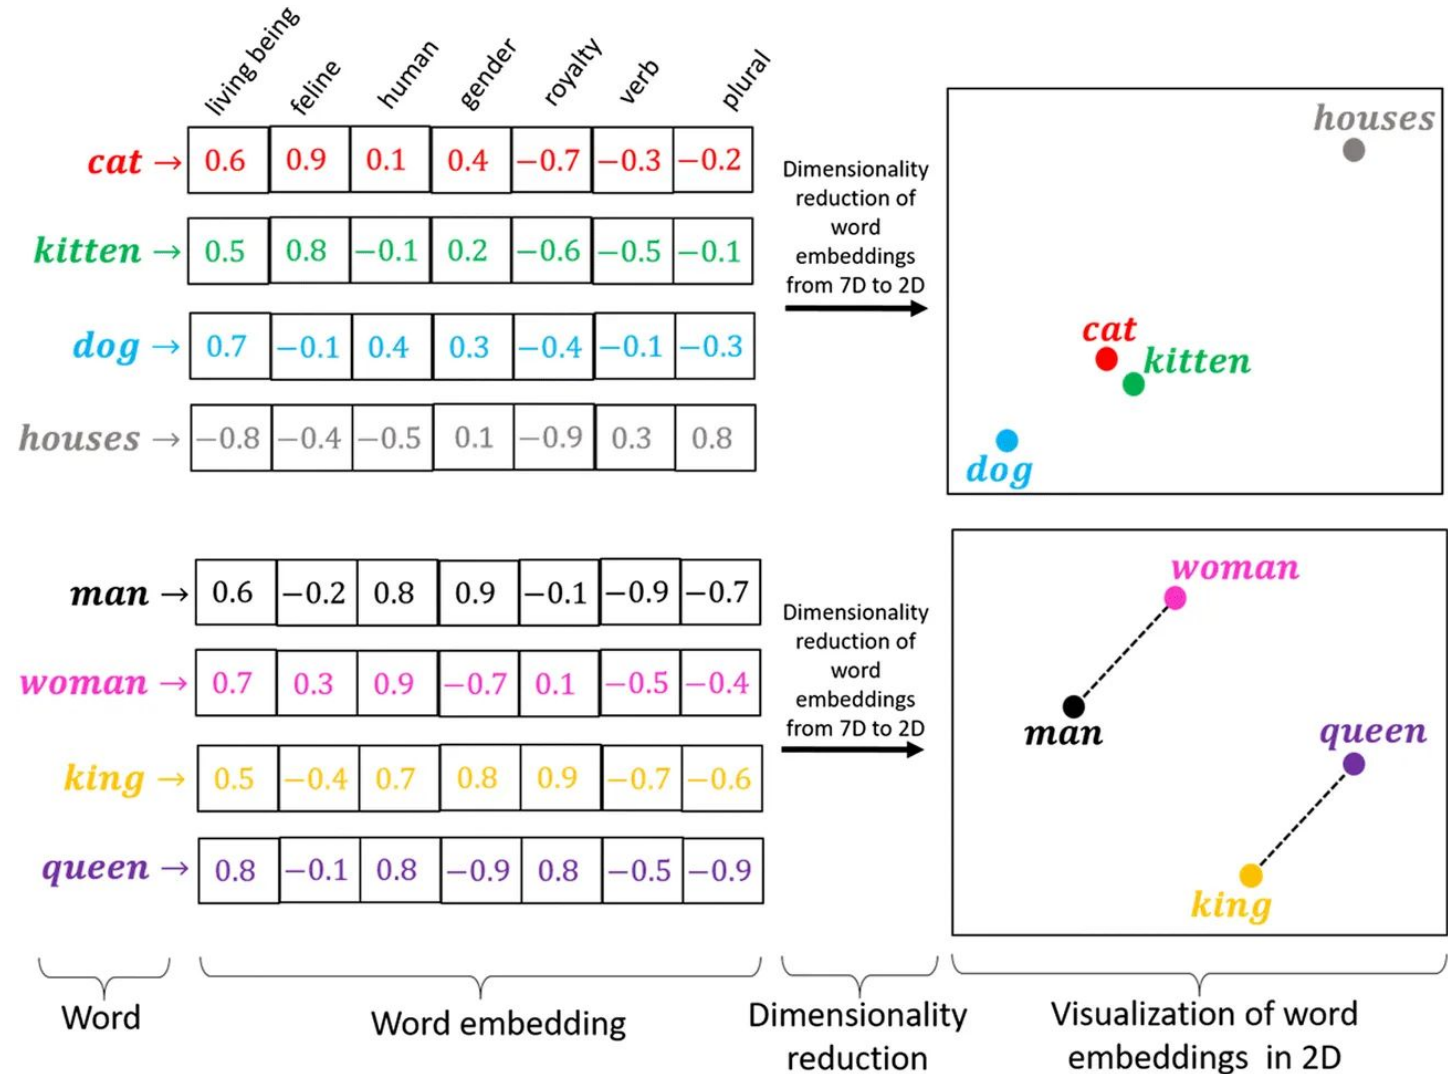 living being feline human gender royalty verb plural
cat → 0.6 0.9 0.1 0.4 −0.7 −0.3 −0.2
kitten → 0.5 0.8 −0.1 0.2 −0.6 −0.5 −0.1
dog → 0.7 −0.1 0.4 0.3 −0.4 −0.1 −0.3
houses → −0.8 −0.4 −0.5 0.1 −0.9 0.3 0.8
Dimensionality
reduction of
word
embeddings
from 7D to 2D
houses
cat
kitten
dog
man → 0.6 −0.2 0.8 0.9 −0.1 −0.9 −0.7
woman → 0.7 0.3 0.9 −0.7 0.1 −0.5 −0.4
king → 0.5 −0.4 0.7 0.8 0.9 −0.7 −0.6
queen → 0.8 −0.1 0.8 −0.9 0.8 −0.5 −0.9
Dimensionality
reduction of
word
embeddings
from 7D to 2D
woman
man
queen
king
Word
Word embedding
Dimensionality
reduction
Visualization of word
embeddings in 2D